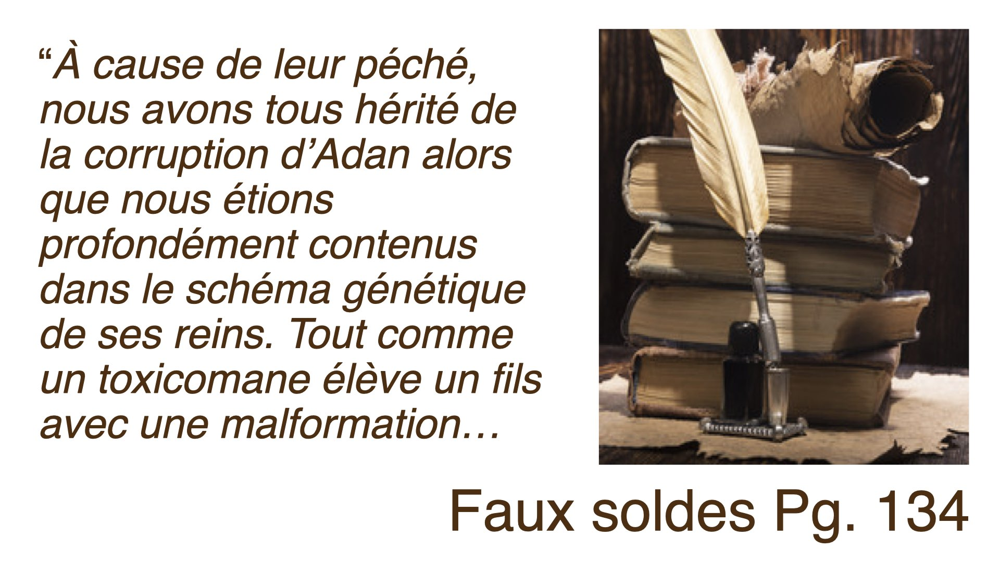 “À cause de leur péché,
nous avons tous hérité de
la corruption d’Adan alors
que nous étions
profondément contenus
dans le schéma génétique
de ses reins. Tout comme
un toxicomane élève un fils
avec une malformation…
Faux soldes Pg. 134